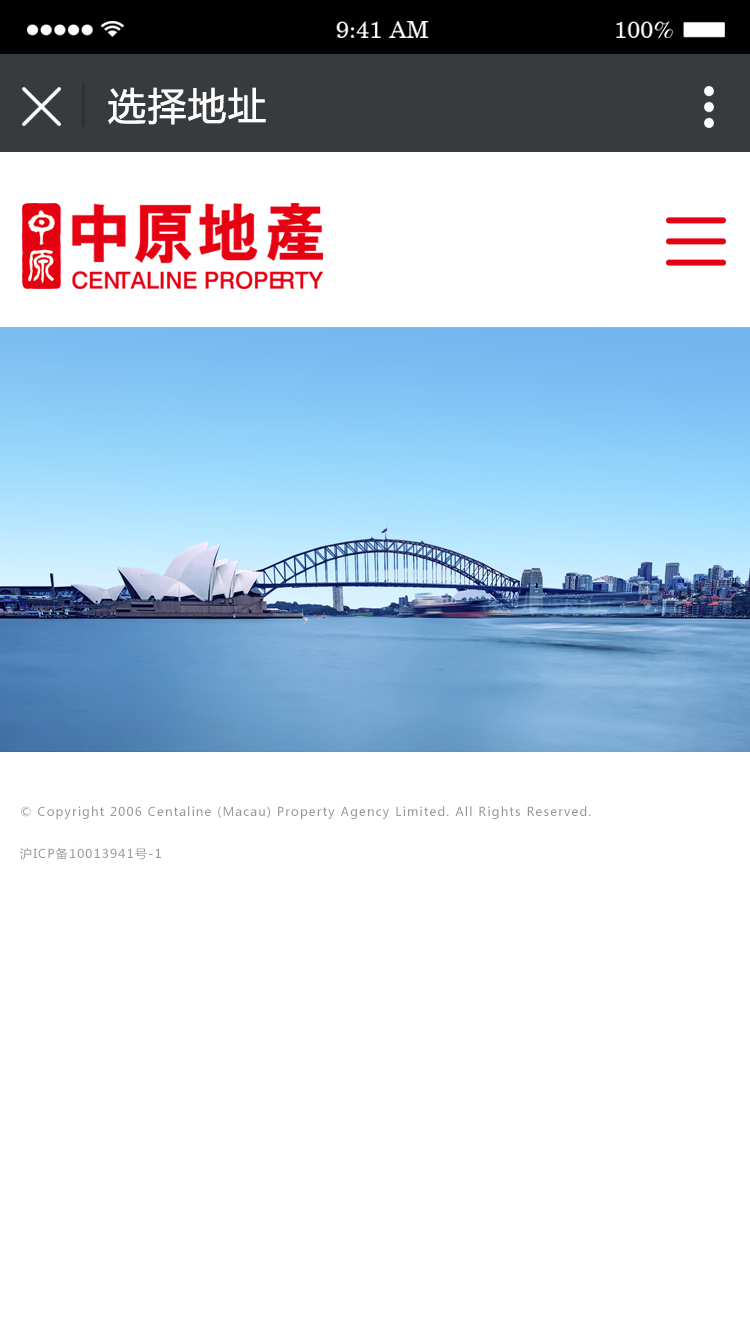 9:41 AM
100%
选择地址
中原
中原地產
CENTALINE PROPERTY
© Copyright 2006 Centaline (Macau) Property Agency Limited. All Rights Reserved.
沪ICP备10013941号-1